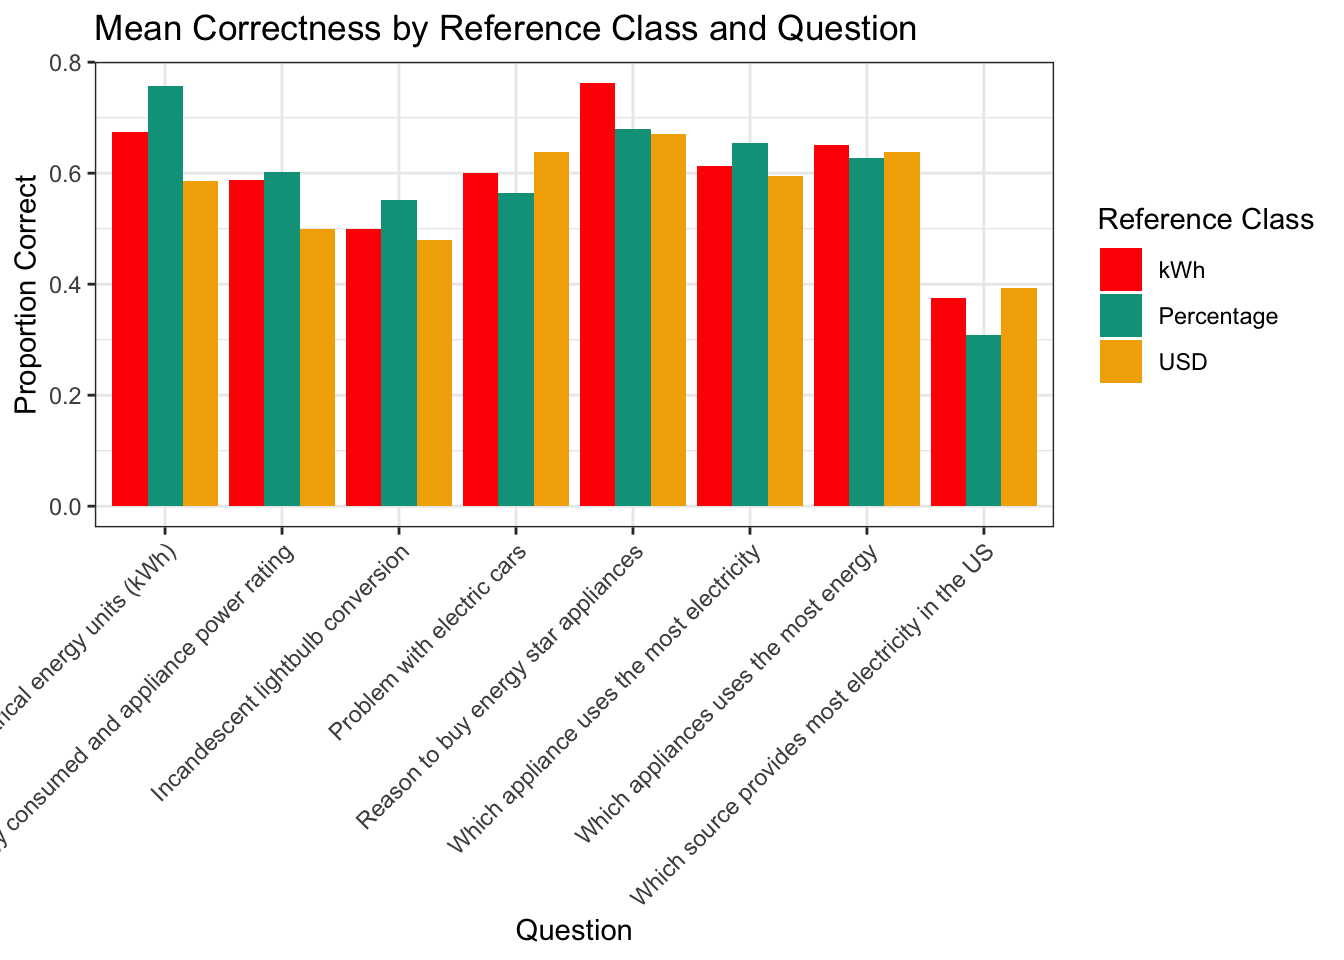 Mean Correctness by Reference Class and Question
Proportion Correct
0.8
0.6
0.4
0.2
0.0
energy units (kWh)
consumed and appliance power rating
Incandescent lightbulb conversion
Problem with electric cars
Reason to buy energy star appliances
Which appliance uses the most electricity
Which appliances uses the most energy
Which source provides most electricity in the US
Question
Reference Class
kWh
Percentage
USD